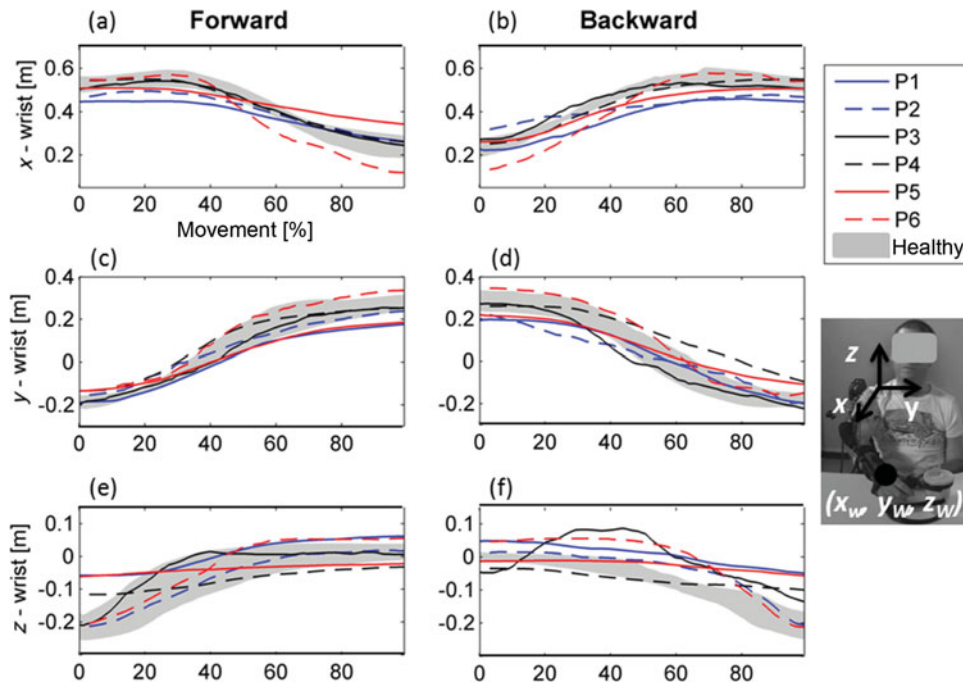 (a) Forward
(b) Backward
x - wrist [m]
0.6
0.4
0.2
0 20 40 60 80
Movement [%]
0.6
0.4
0.2
0 20 40 60 80
P1
P2
P3
P4
P5
P6
Healthy
(c)
(d)
y - wrist [m]
0.4
0.2
0
-0.2
0 20 40 60 80
0.4
0.2
0
-0.2
0 20 40 60 80
z
x
y
(xw, yw, zw)
(e)
(f)
z - wrist [m]
0.1
0
-0.1
-0.2
0 20 40 60 80
0.1
0
-0.1
-0.2
0 20 40 60 80